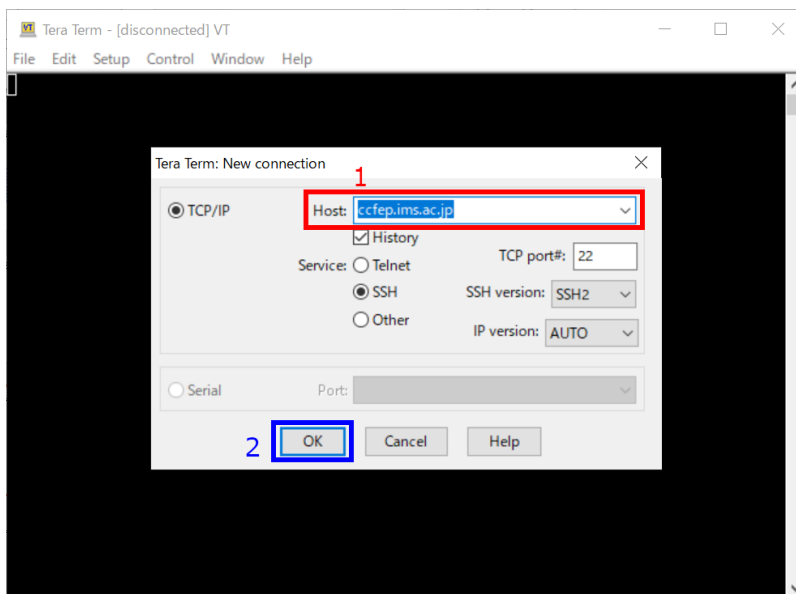 Tera Term - [disconnected] VT
File Edit Setup Control Window Help
Tera Term: New connection
1
TCP/IP
Host: ccfep.ims.ac.jp
History
Service: Telnet
TCP port#: 22
SSH
SSH version: SSH2
Other
IP version: AUTO
Serial
Port:
2
OK Cancel Help